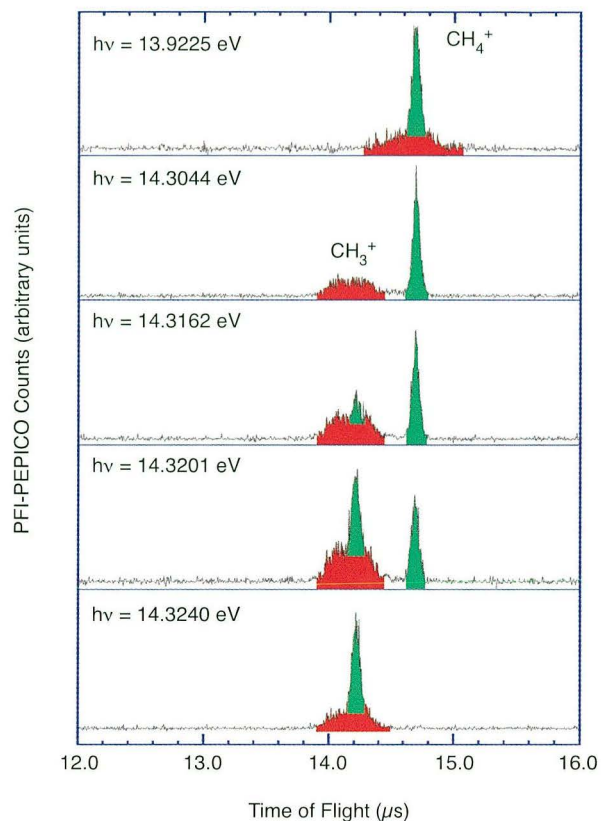 hν = 13.9225 eV
CH₄⁺
hν = 14.3044 eV
CH₃⁺
hν = 14.3162 eV
hν = 14.3201 eV
hν = 14.3240 eV
PFI-PEPICO Counts (arbitrary units)
12.0 13.0 14.0 15.0 16.0
Time of Flight (μs)